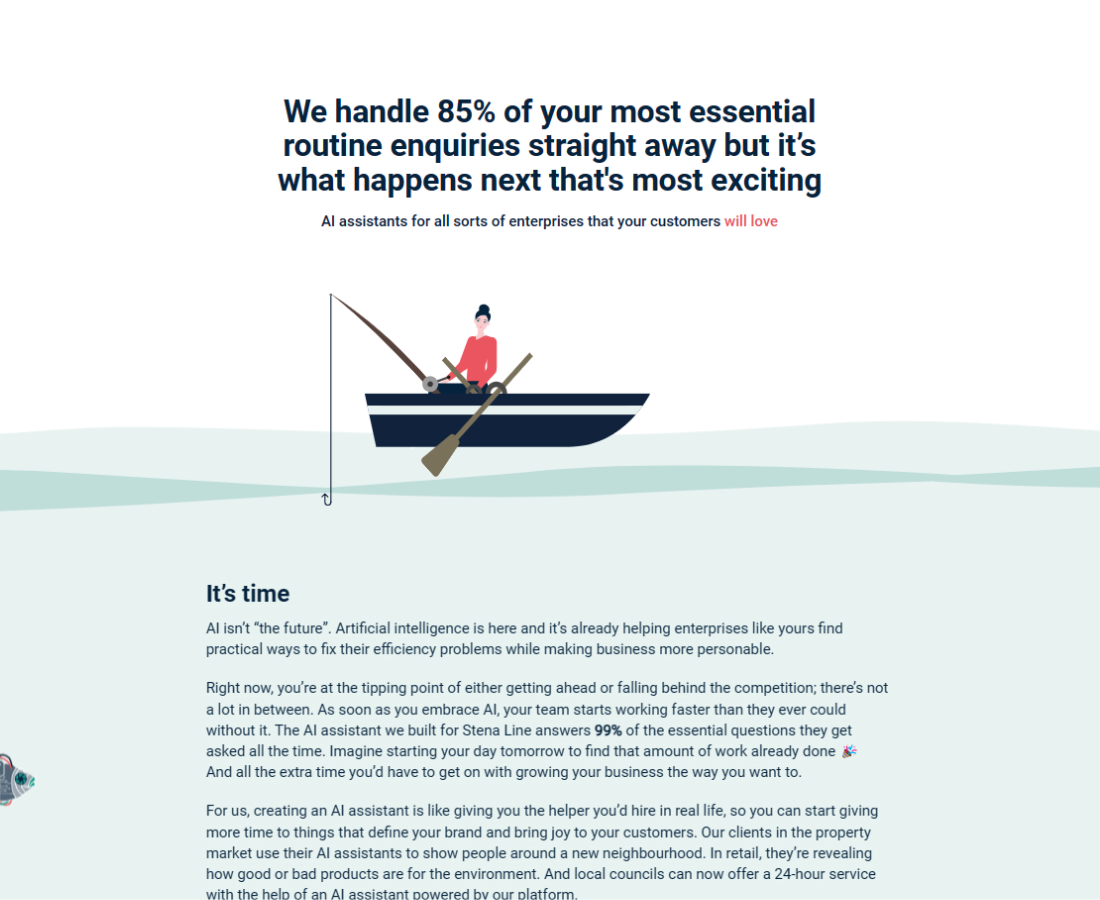 We handle 85% of your most essential
routine enquiries straight away but it’s
what happens next that's most exciting
AI assistants for all sorts of enterprises that your customers will love
It’s time
AI isn’t “the future”. Artificial intelligence is here and it’s already helping enterprises like yours find
practical ways to fix their efficiency problems while making business more personable.
Right now, you’re at the tipping point of either getting ahead or falling behind the competition; there’s not
a lot in between. As soon as you embrace AI, your team starts working faster than they ever could
without it. The AI assistant we built for Stena Line answers 99% of the essential questions they get
asked all the time. Imagine starting your day tomorrow to find that amount of work already done 🎉
And all the extra time you’d have to get on with growing your business the way you want to.
For us, creating an AI assistant is like giving you the helper you’d hire in real life, so you can start giving
more time to things that define your brand and bring joy to your customers. Our clients in the property
market use their AI assistants to show people around a new neighbourhood. In retail, they’re revealing
how good or bad products are for the environment. And local councils can now offer a 24-hour service
with the help of an AI assistant powered by our platform.